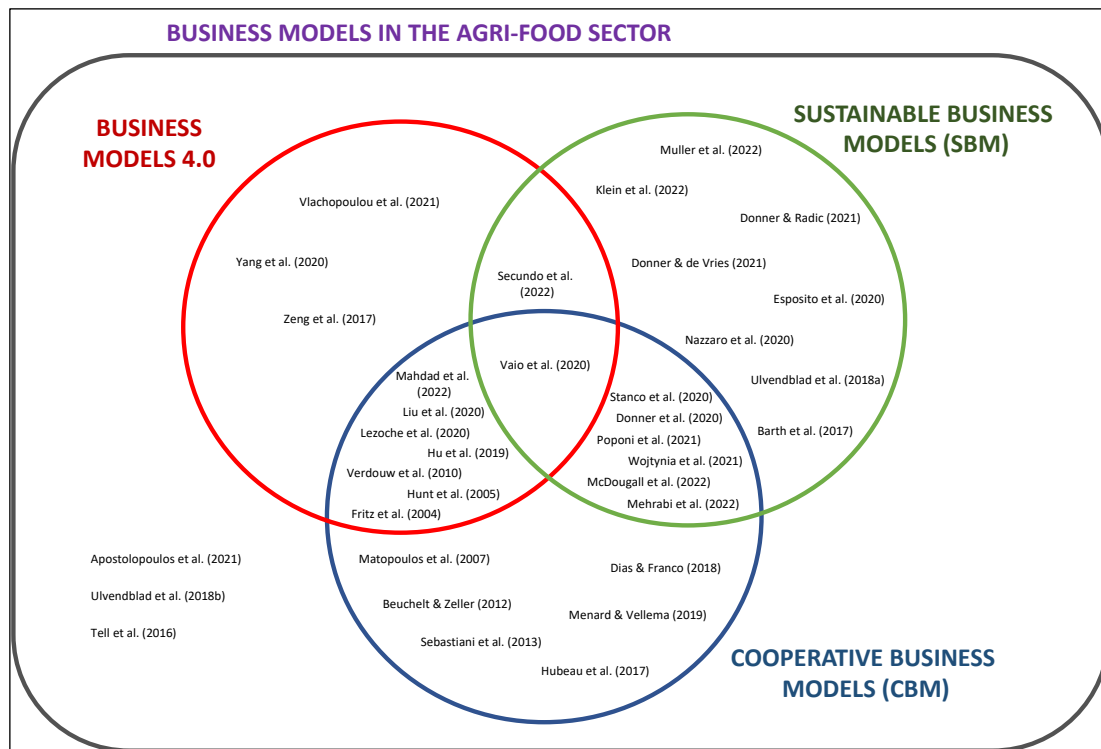 BUSINESS MODELS IN THE AGRI-FOOD SECTOR
BUSINESS
MODELS 4.0
SUSTAINABLE BUSINESS
MODELS (SBM)
Muller et al. (2022)
Klein et al. (2022)
Vlachopoulou et al. (2021)
Donner & Radic (2021)
Yang et al. (2020)
Donner & de Vries (2021)
Secundo et al.
(2022)
Esposito et al. (2020)
Zeng et al. (2017)
Nazzaro et al. (2020)
Vaio et al. (2020)
Mahdad et al.
(2022)
Ulvendblad et al. (2018a)
Stanco et al. (2020)
Liu et al. (2020)
Donner et al. (2020)
Lezoche et al. (2020)
Barth et al. (2017)
Poponi et al. (2021)
Hu et al. (2019)
Wojtynia et al. (2021)
Verdouw et al. (2010)
McDougall et al. (2022)
Hunt et al. (2005)
Mehrabi et al. (2022)
Fritz et al. (2004)
Apostolopoulos et al. (2021)
Matopoulos et al. (2007)
Dias & Franco (2018)
Ulvendblad et al. (2018b)
Beuchelt & Zeller (2012)
Menard & Vellema (2019)
Tell et al. (2016)
Sebastiani et al. (2013)
Hubeau et al. (2017)
COOPERATIVE BUSINESS
MODELS (CBM)